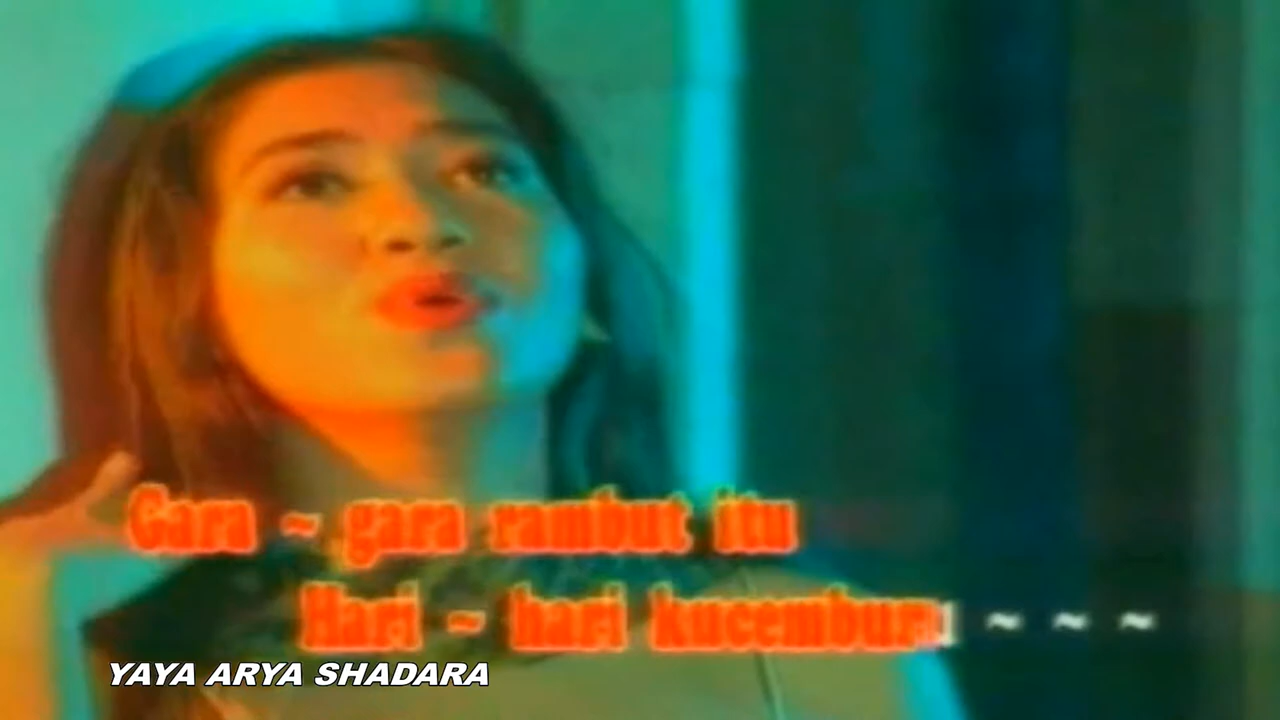 Gara ~ gara rambut itu
Hari ~ hari kucemburu ~ ~ ~
YAYA ARYA SHADARA